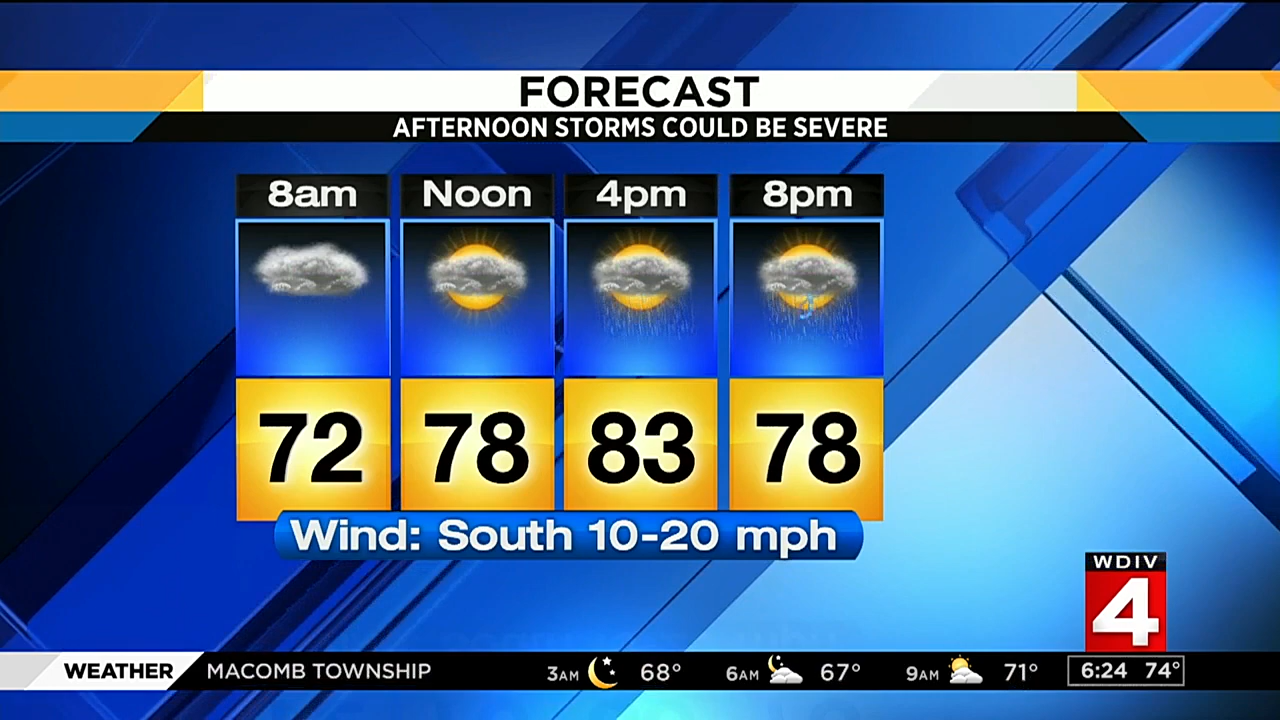 FORECAST
AFTERNOON STORMS COULD BE SEVERE
8am Noon 4pm 8pm
72 78 83 78
Wind: South 10-20 mph
WDIV
4
WEATHER MACOMB TOWNSHIP 3AM 68° 6AM 67° 9AM 71° 6:24 74°